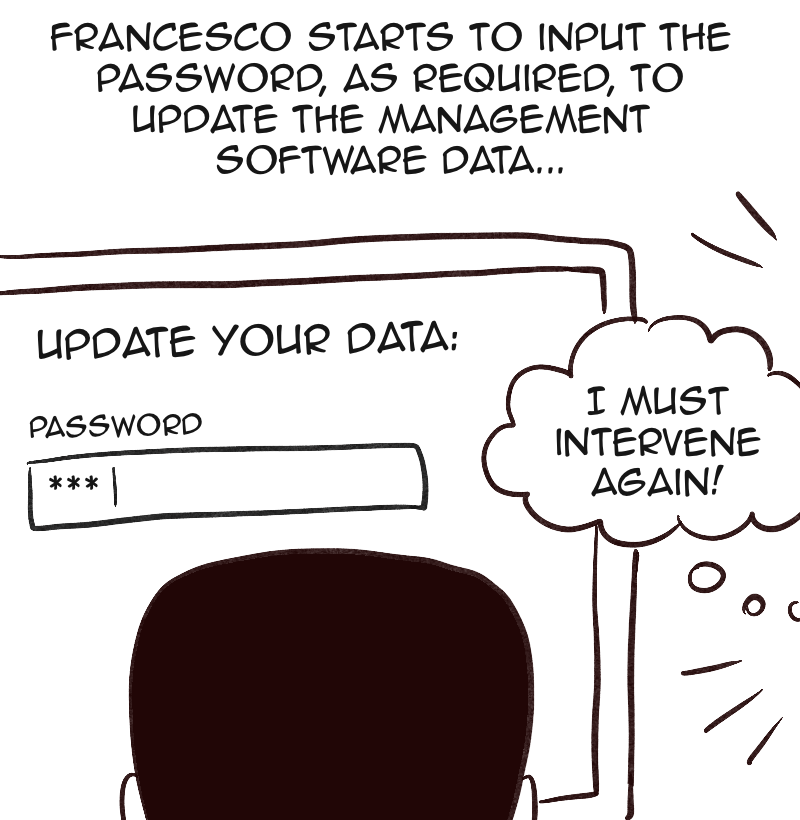 FRANCESCO STARTS TO INPUT THE
PASSWORD, AS REQUIRED, TO
UPDATE THE MANAGEMENT
SOFTWARE DATA...
UPDATE YOUR DATA:
PASSWORD
***
I MUST
INTERVENE
AGAIN!